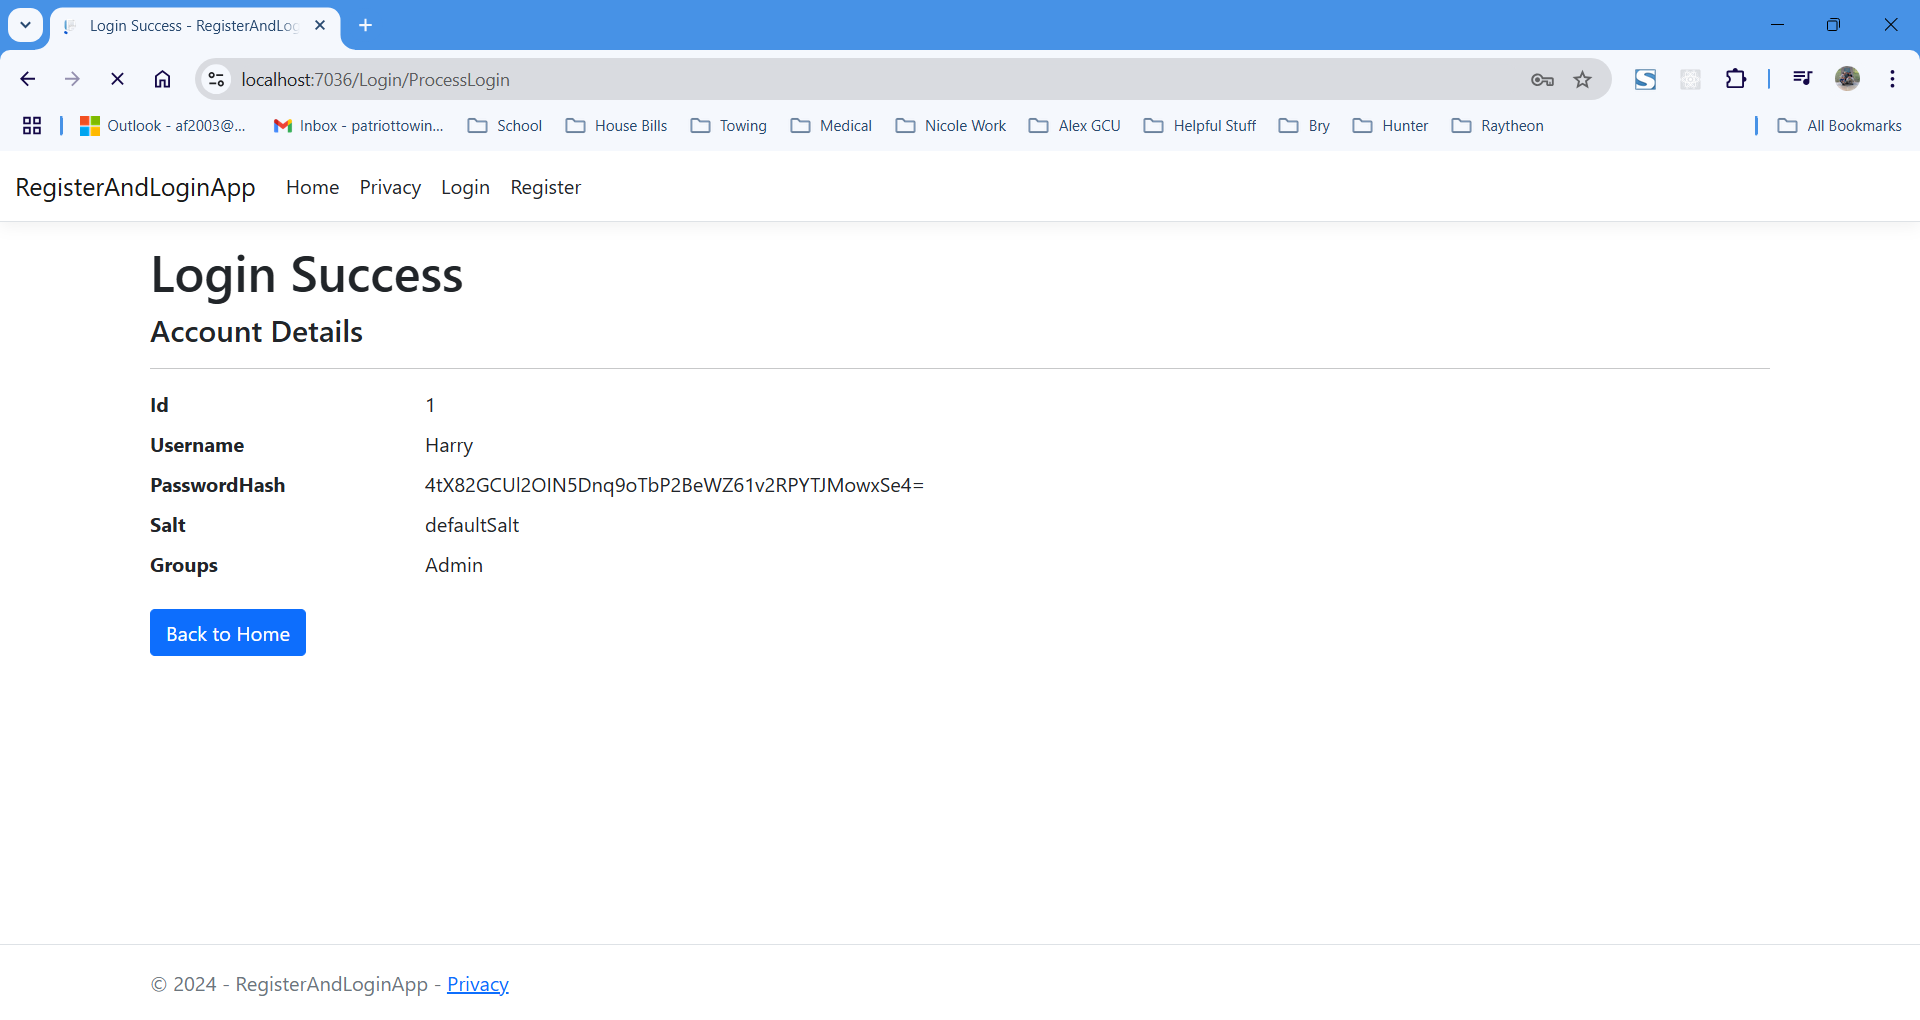 Login Success - RegisterAndLog
localhost:7036/Login/ProcessLogin
Outlook - af2003@... Inbox - patriottowin... School House Bills Towing Medical Nicole Work Alex GCU Helpful Stuff Bry Hunter Raytheon All Bookmarks
RegisterAndLoginApp Home Privacy Login Register
Login Success
Account Details
Id 1
Username Harry
PasswordHash 4tX82GCUl2OIN5Dnq9oTbP2BeWZ61v2RPYTJMowxSe4=
Salt defaultSalt
Groups Admin
Back to Home
© 2024 - RegisterAndLoginApp - Privacy